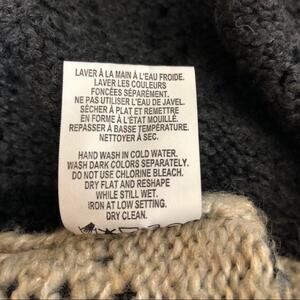 LAVER À LA MAIN À L'EAU FROIDE.
LAVER LES COULEURS
FONCÉES SÉPARÉMENT.
NE PAS UTILISER L'EAU DE JAVEL.
SÉCHER À PLAT ET REMETTRE
EN FORME À L'ÉTAT MOUILLÉ.
REPASSER À BASSE TEMPÉRATURE.
NETTOYER À SEC.
HAND WASH IN COLD WATER.
WASH DARK COLORS SEPARATELY.
DO NOT USE CHLORINE BLEACH.
DRY FLAT AND RESHAPE
WHILE STILL WET.
IRON AT LOW SETTING.
DRY CLEAN.